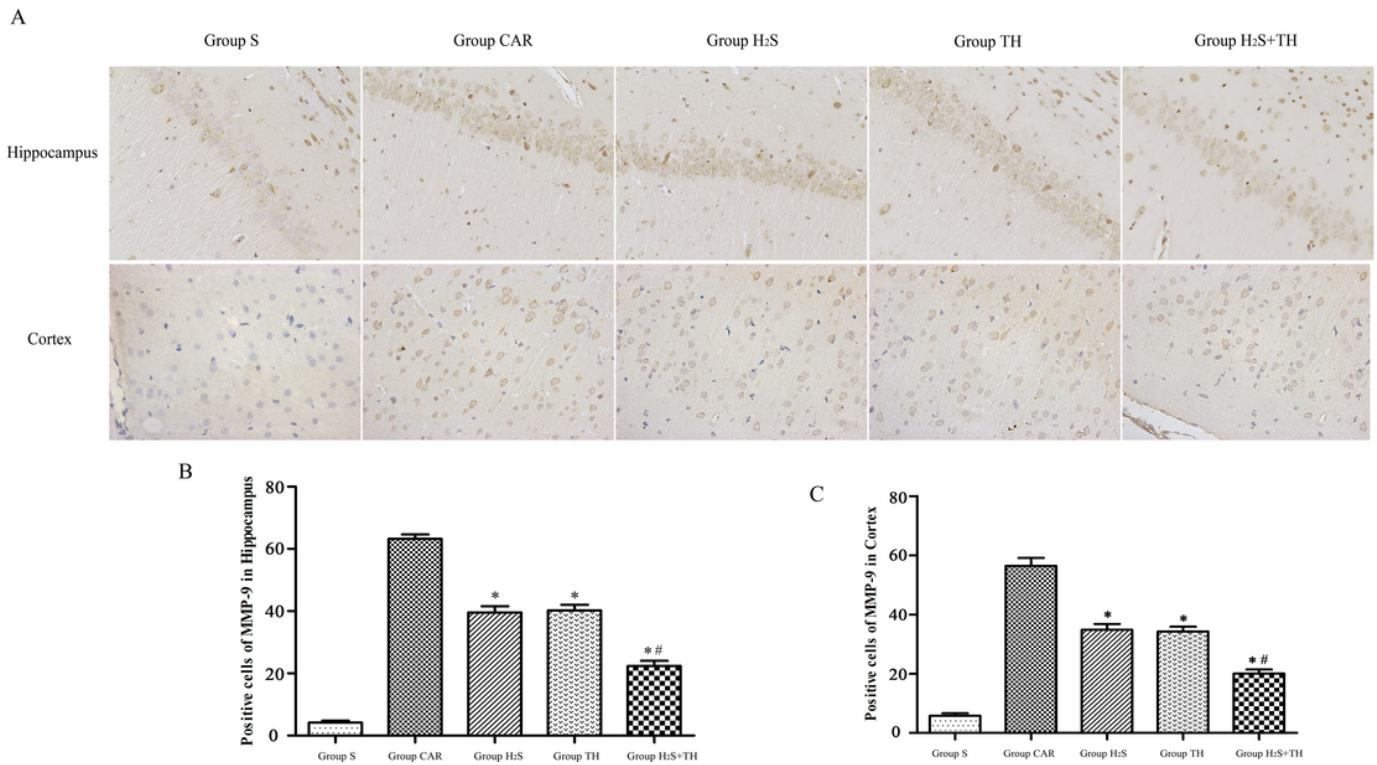 A
Group S Group CAR Group H₂S Group TH Group H₂S+TH
Hippocampus
Cortex
B
Positive cells of MMP-9 in Hippocampus
80
60
40
20
0
* * * #
Group S Group CAR Group H₂S Group TH Group H₂S+TH
C
Positive cells of MMP-9 in Cortex
80
60
40
20
0
* * * #
Group S Group CAR Group H₂S Group TH Group H₂S+TH